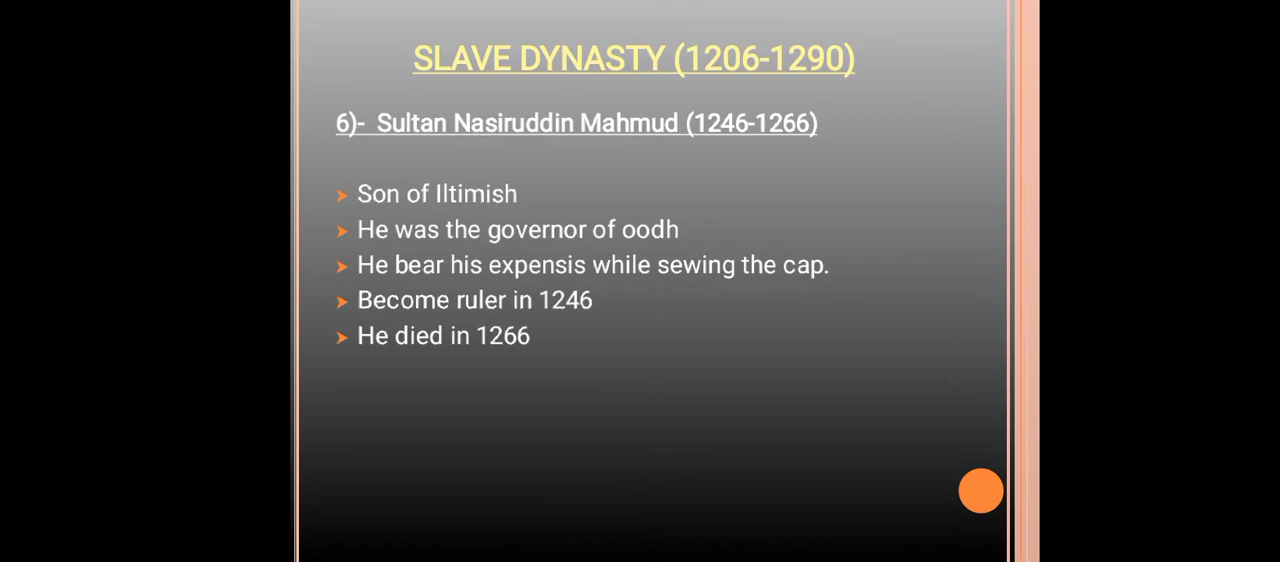 SLAVE DYNASTY (1206-1290)
6)- Sultan Nasiruddin Mahmud (1246-1266)
Son of Iltimish
He was the governor of oodh
He bear his expensis while sewing the cap.
Become ruler in 1246
He died in 1266